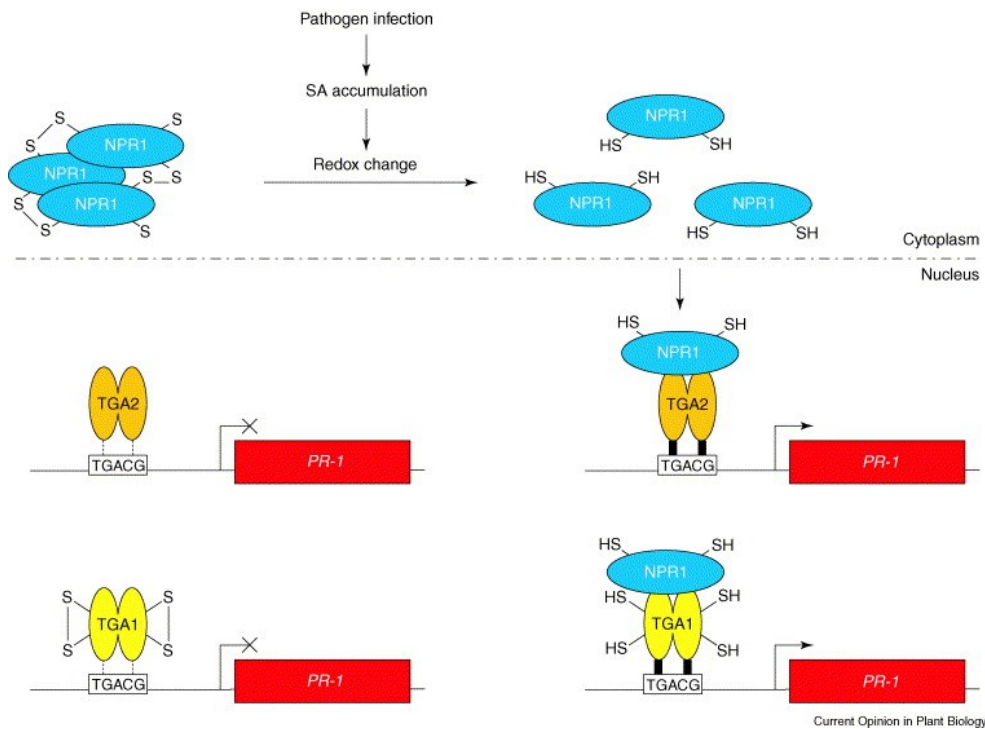 Pathogen infection
SA accumulation
Redox change
S
S
S
NPR1
NPR1
S
S
NPR1
S
S
S
NPR1
HS
SH
HS
SH
NPR1
NPR1
HS
SH
Cytoplasm
Nucleus
HS
SH
NPR1
TGA2
TGACG
PR-1
TGA2
TGACG
PR-1
S
S
TGA1
S
S
TGACG
PR-1
HS
SH
NPR1
HS
SH
TGA1
HS
SH
TGACG
PR-1
Current Opinion in Plant Biology